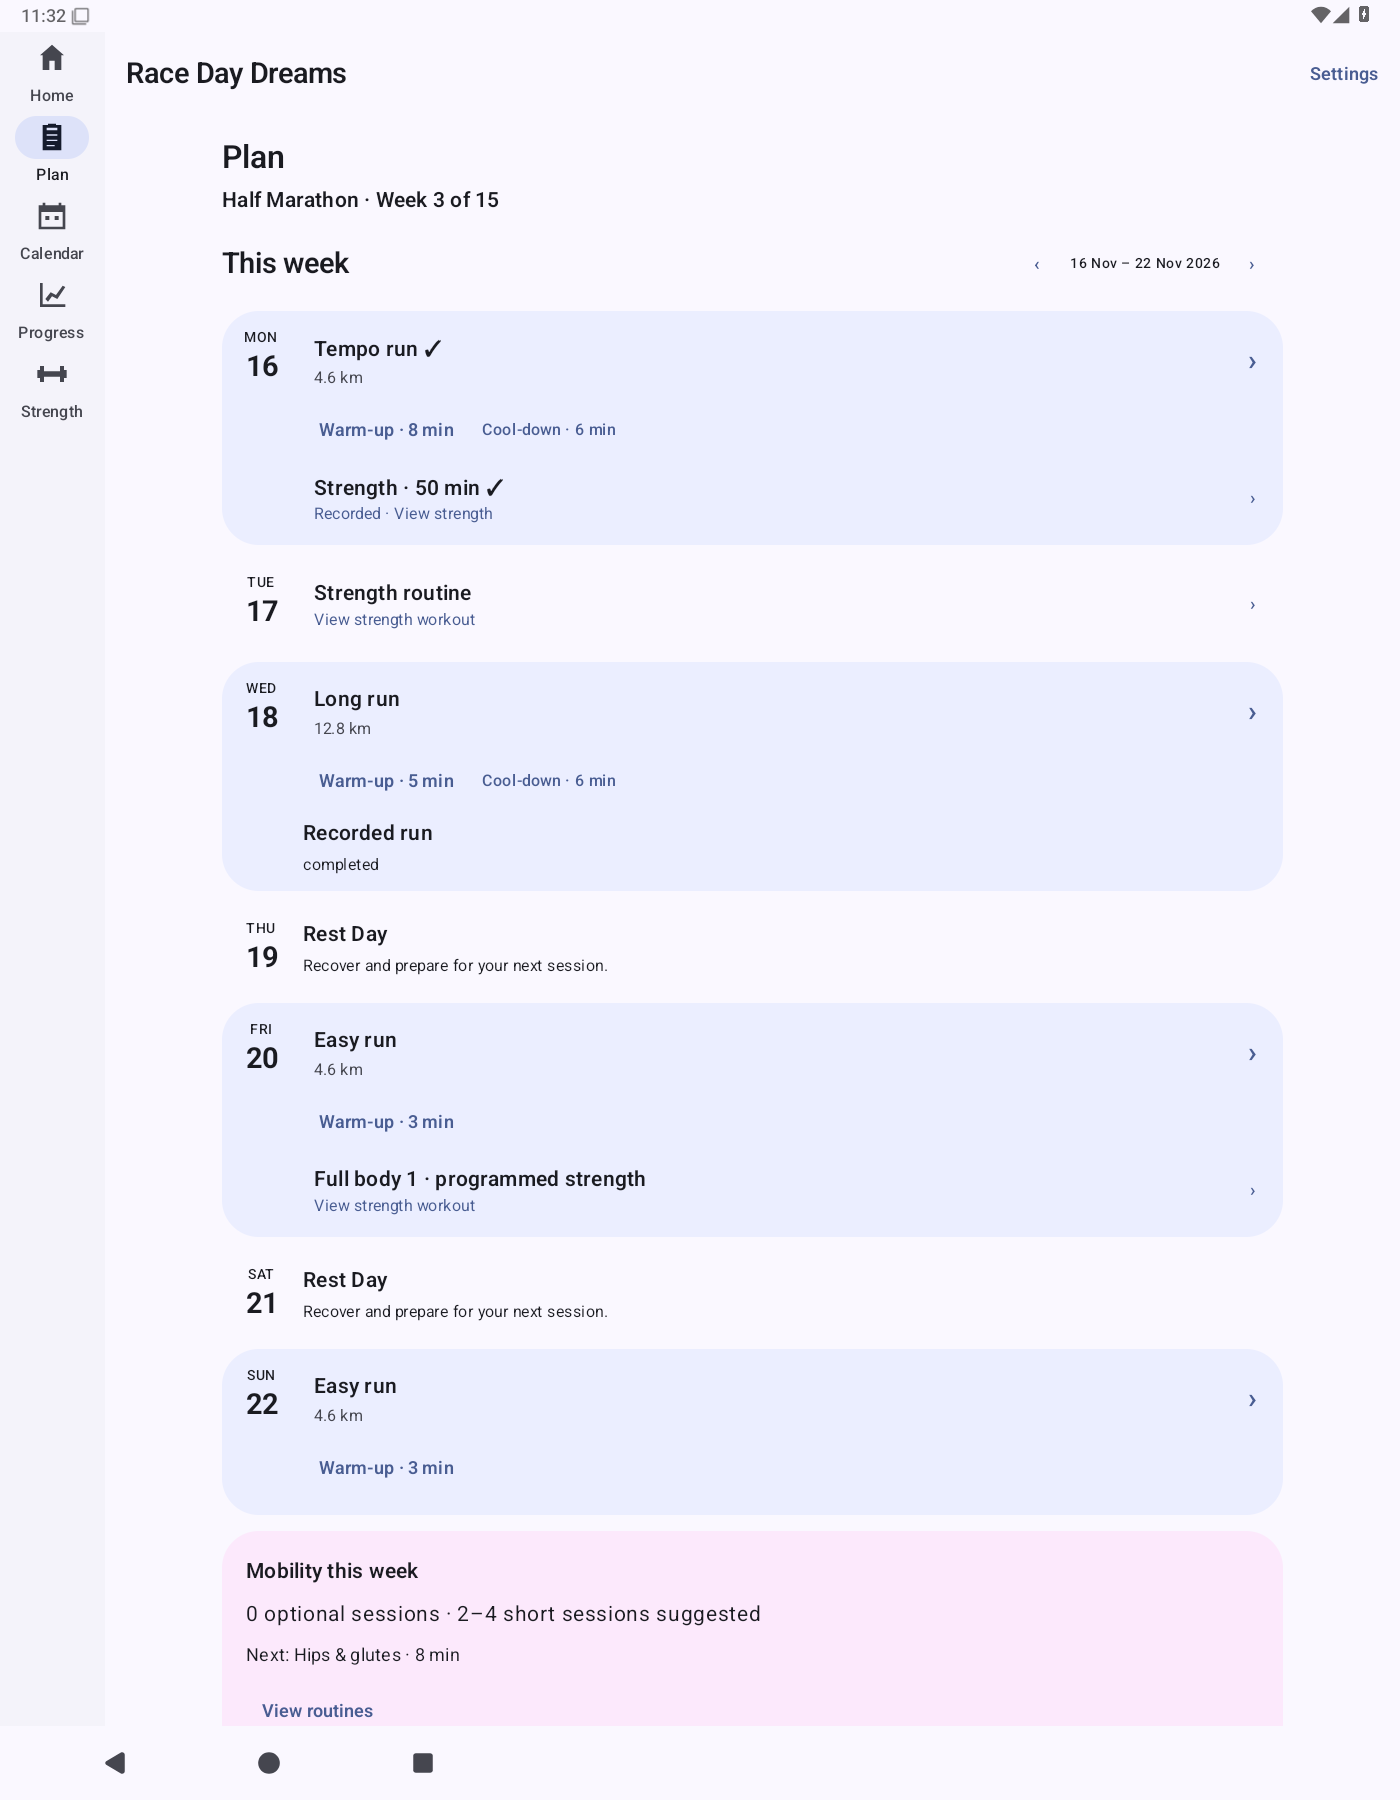 11:32
Home
Plan
Calendar
Progress
Strength
Race Day Dreams
Settings
Plan
Half Marathon · Week 3 of 15
This week
‹ 16 Nov – 22 Nov 2026 ›
MON
16
Tempo run ✓
4.6 km
›
Warm-up · 8 min Cool-down · 6 min
Strength · 50 min ✓
Recorded · View strength
›
TUE
17
Strength routine
View strength workout
›
WED
18
Long run
12.8 km
›
Warm-up · 5 min Cool-down · 6 min
Recorded run
completed
THU
19
Rest Day
Recover and prepare for your next session.
FRI
20
Easy run
4.6 km
›
Warm-up · 3 min
Full body 1 · programmed strength
View strength workout
›
SAT
21
Rest Day
Recover and prepare for your next session.
SUN
22
Easy run
4.6 km
›
Warm-up · 3 min
Mobility this week
0 optional sessions · 2–4 short sessions suggested
Next: Hips & glutes · 8 min
View routines